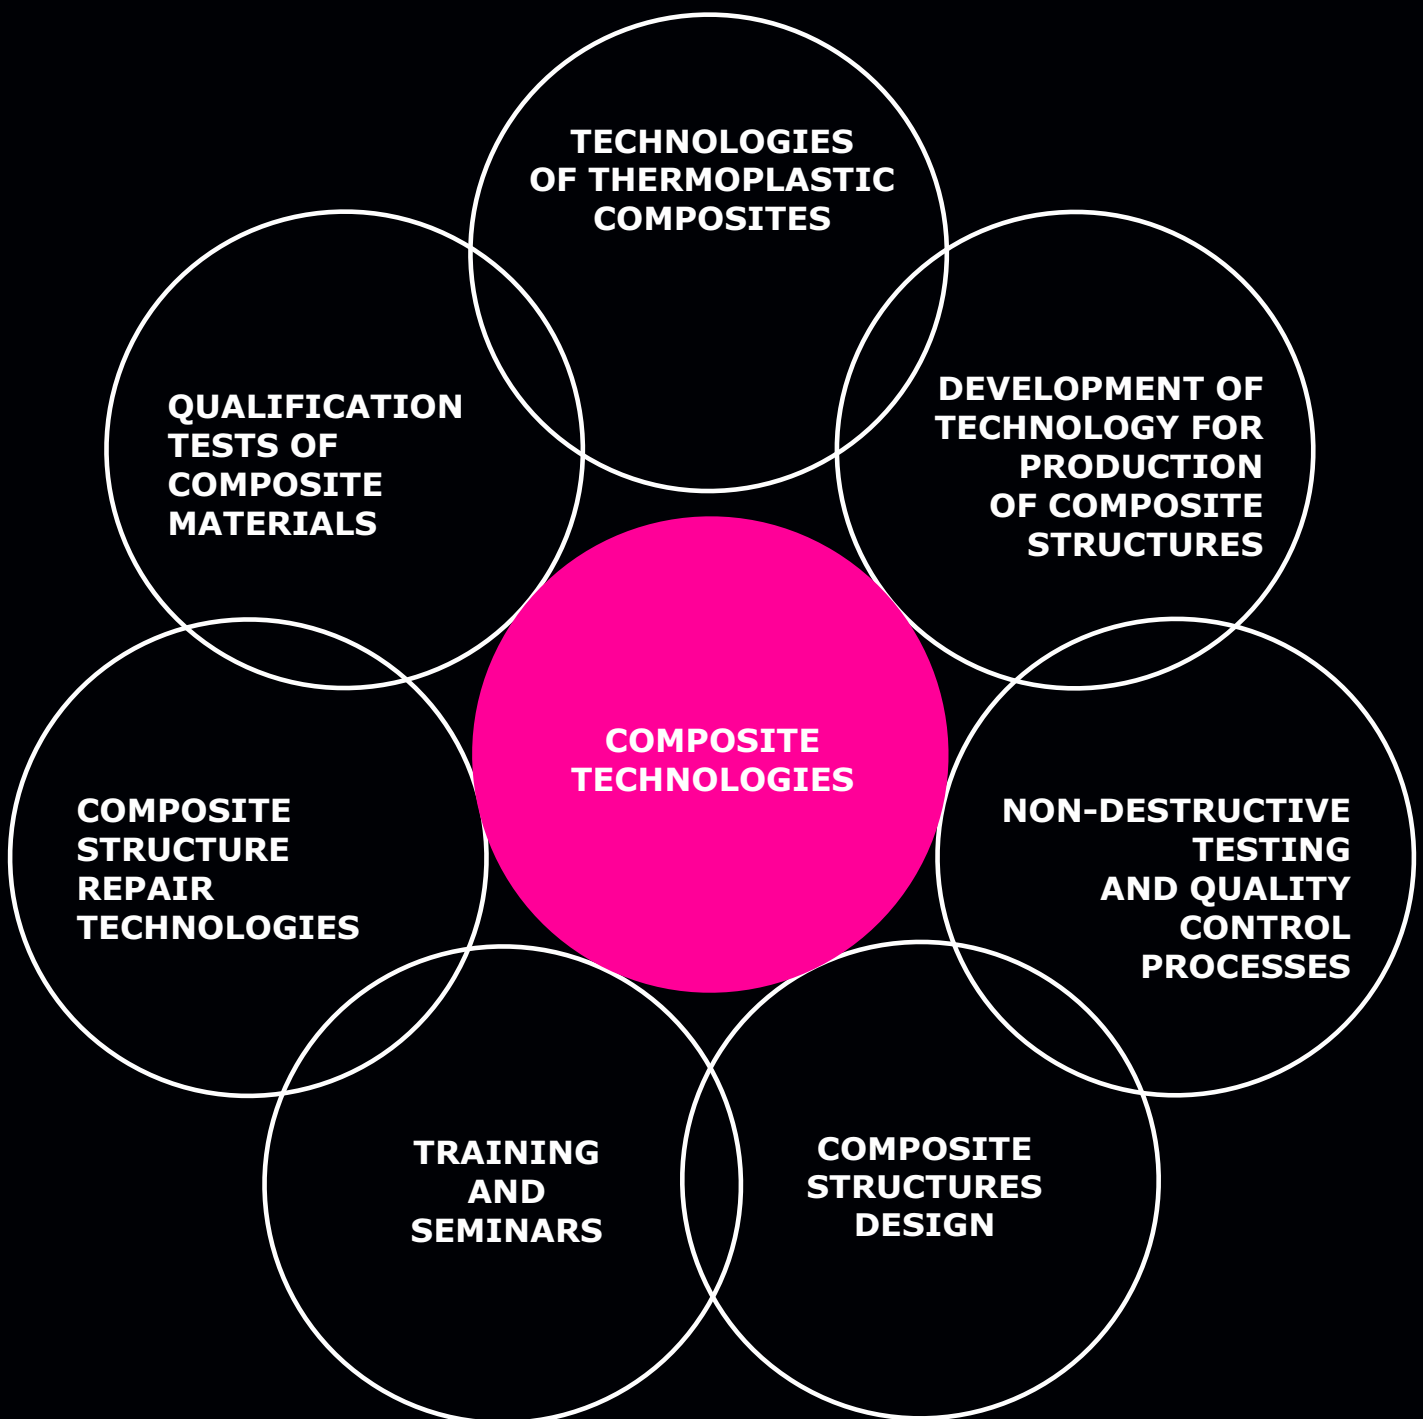 TECHNOLOGIES
OF THERMOPLASTIC
COMPOSITES
QUALIFICATION
TESTS OF
COMPOSITE
MATERIALS
DEVELOPMENT OF
TECHNOLOGY FOR
PRODUCTION
OF COMPOSITE
STRUCTURES
COMPOSITE
TECHNOLOGIES
COMPOSITE
STRUCTURE
REPAIR
TECHNOLOGIES
NON-DESTRUCTIVE
TESTING
AND QUALITY
CONTROL
PROCESSES
TRAINING
AND
SEMINARS
COMPOSITE
STRUCTURES
DESIGN